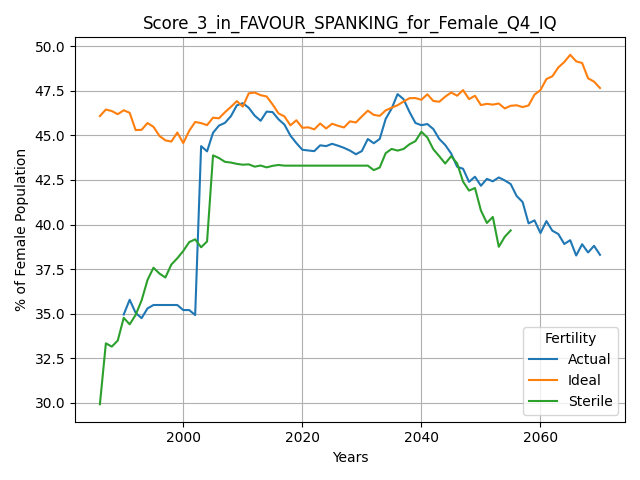 Score_3_in_FAVOUR_SPANKING_for_Female_Q4_IQ
% of Female Population
50.0
47.5
45.0
42.5
40.0
37.5
35.0
32.5
30.0
2000
2020
2040
2060
Years
Fertility
Actual
Ideal
Sterile